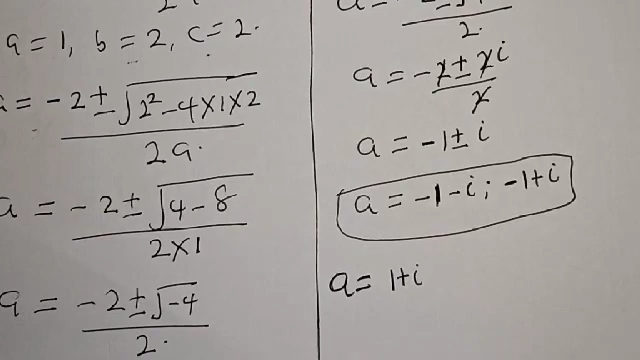 a = 1, b = 2, c = 2.
a = -2 ± √2² - 4×1×2
2a.
a = -2 ± √4 - 8
2×1
a = -2 ± √-4
2.
2.
a = -2 ± 2i
2
a = -1 ± i
a = -1 - i ; -1 + i
a = 1+i